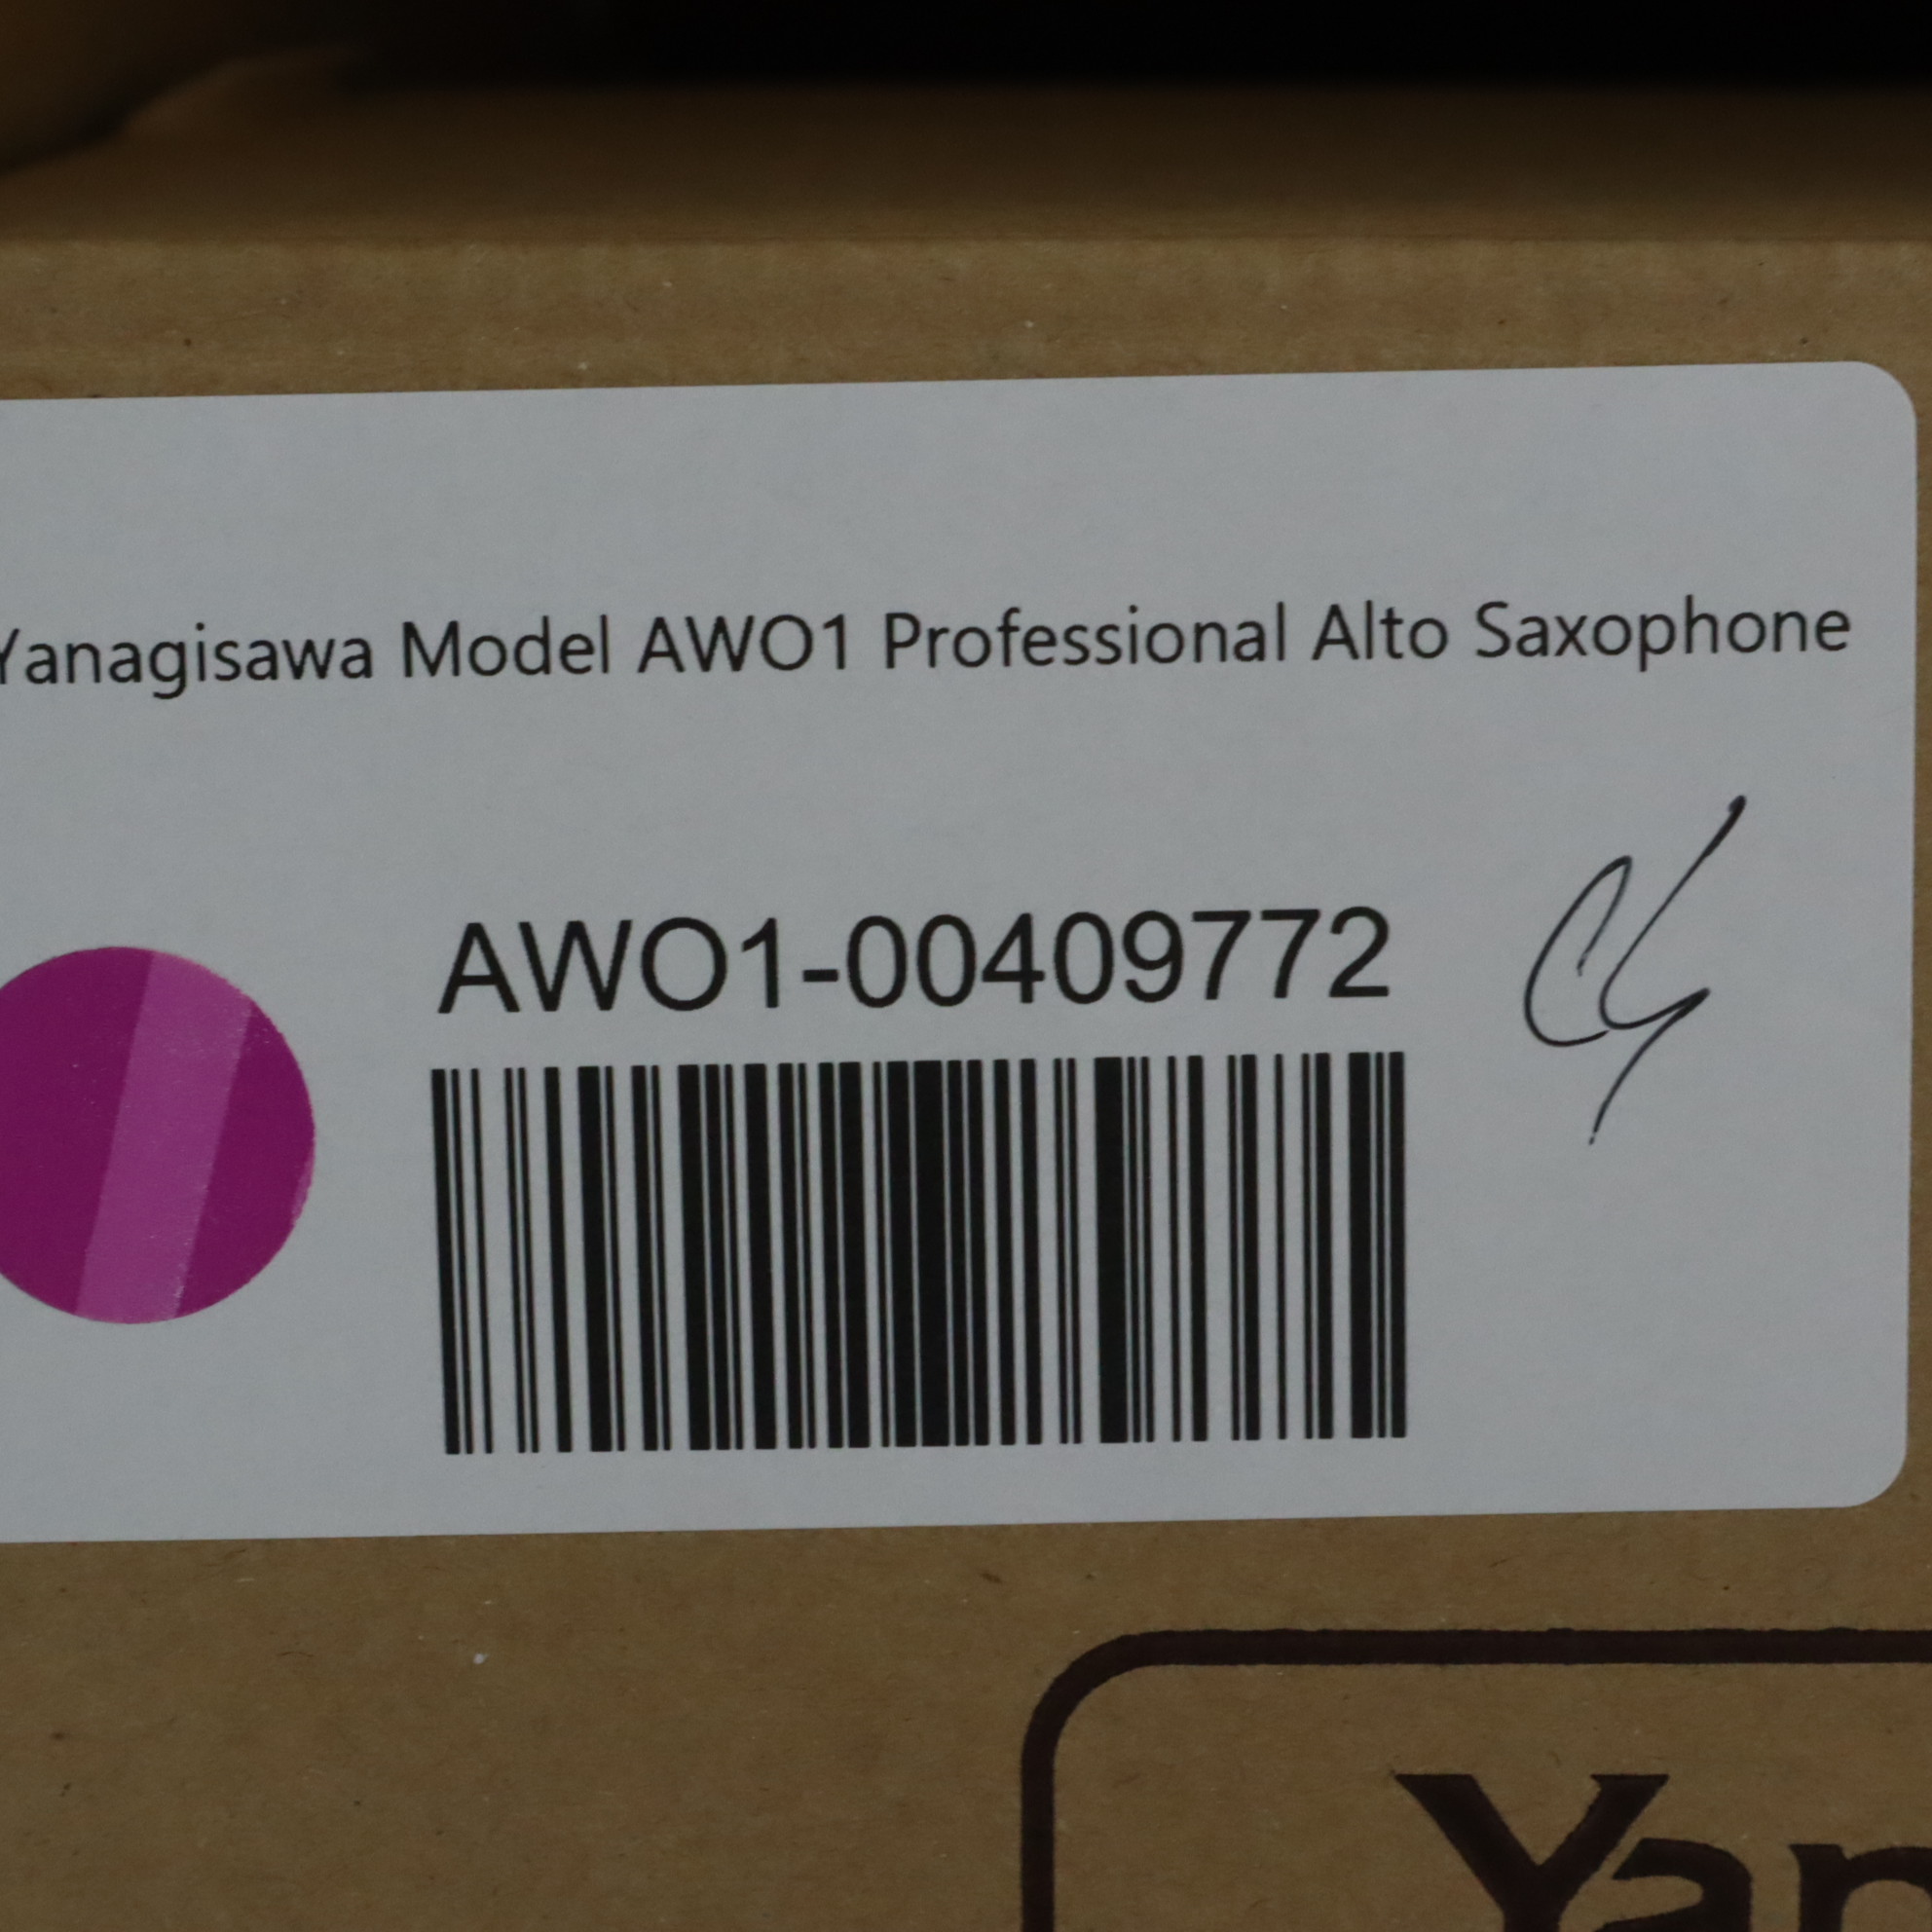 Yanagisawa Model AWO1 Professional Alto Saxophone
AWO1-00409772